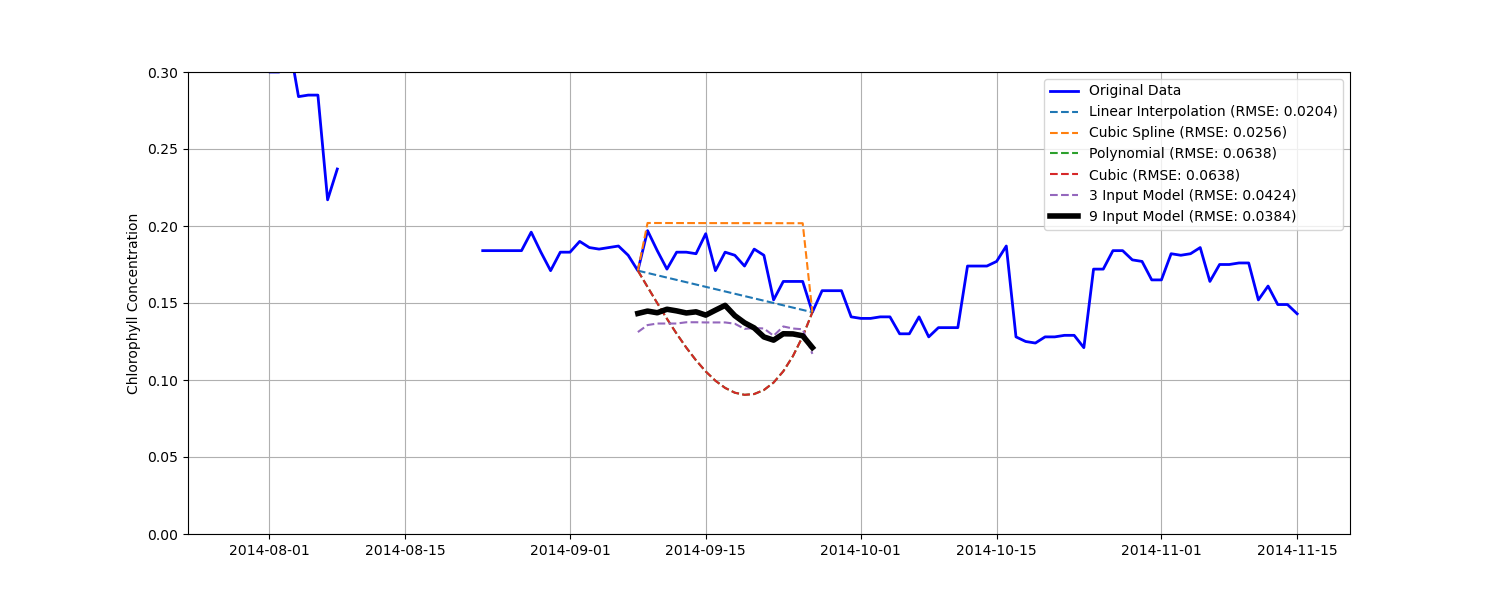 Chlorophyll Concentration
0.30
0.25
0.20
0.15
0.10
0.05
0.00
2014-08-01
2014-08-15
2014-09-01
2014-09-15
2014-10-01
2014-10-15
2014-11-01
2014-11-15
Original Data
Linear Interpolation (RMSE: 0.0204)
Cubic Spline (RMSE: 0.0256)
Polynomial (RMSE: 0.0638)
Cubic (RMSE: 0.0638)
3 Input Model (RMSE: 0.0424)
9 Input Model (RMSE: 0.0384)